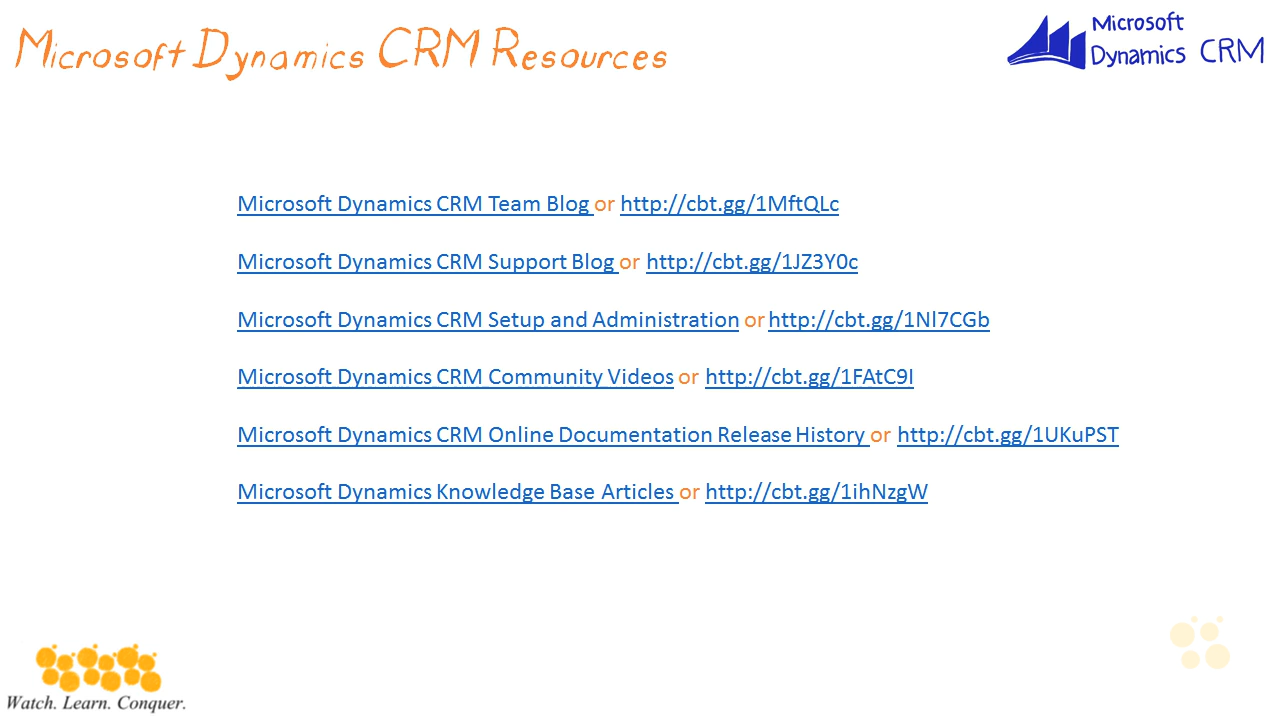 Microsoft Dynamics CRM Resources
Microsoft
Dynamics CRM
Microsoft Dynamics CRM Team Blog or http://cbt.gg/1MftQLc
Microsoft Dynamics CRM Support Blog or http://cbt.gg/1JZ3Y0c
Microsoft Dynamics CRM Setup and Administration or http://cbt.gg/1Nl7CGb
Microsoft Dynamics CRM Community Videos or http://cbt.gg/1FAtC9I
Microsoft Dynamics CRM Online Documentation Release History or http://cbt.gg/1UKuPST
Microsoft Dynamics Knowledge Base Articles or http://cbt.gg/1ihNzgW
Watch. Learn. Conquer.